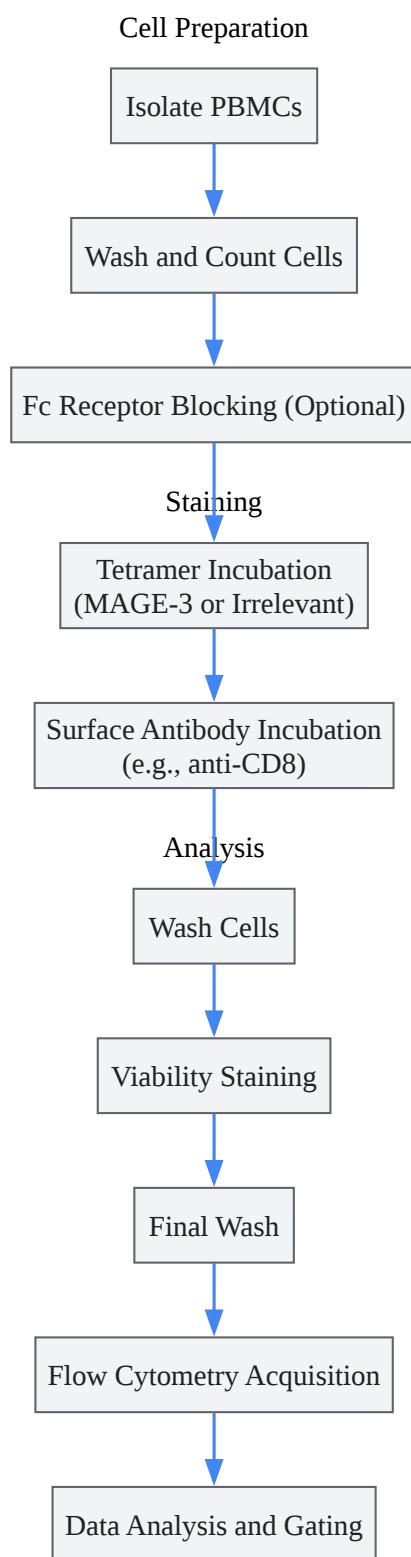 Cell Preparation
Isolate PBMCs
Wash and Count Cells
Fc Receptor Blocking (Optional)
Staining
Tetramer Incubation
(MAGE-3 or Irrelevant)
Surface Antibody Incubation
(e.g., anti-CD8)
Analysis
Wash Cells
Viability Staining
Final Wash
Flow Cytometry Acquisition
Data Analysis and Gating